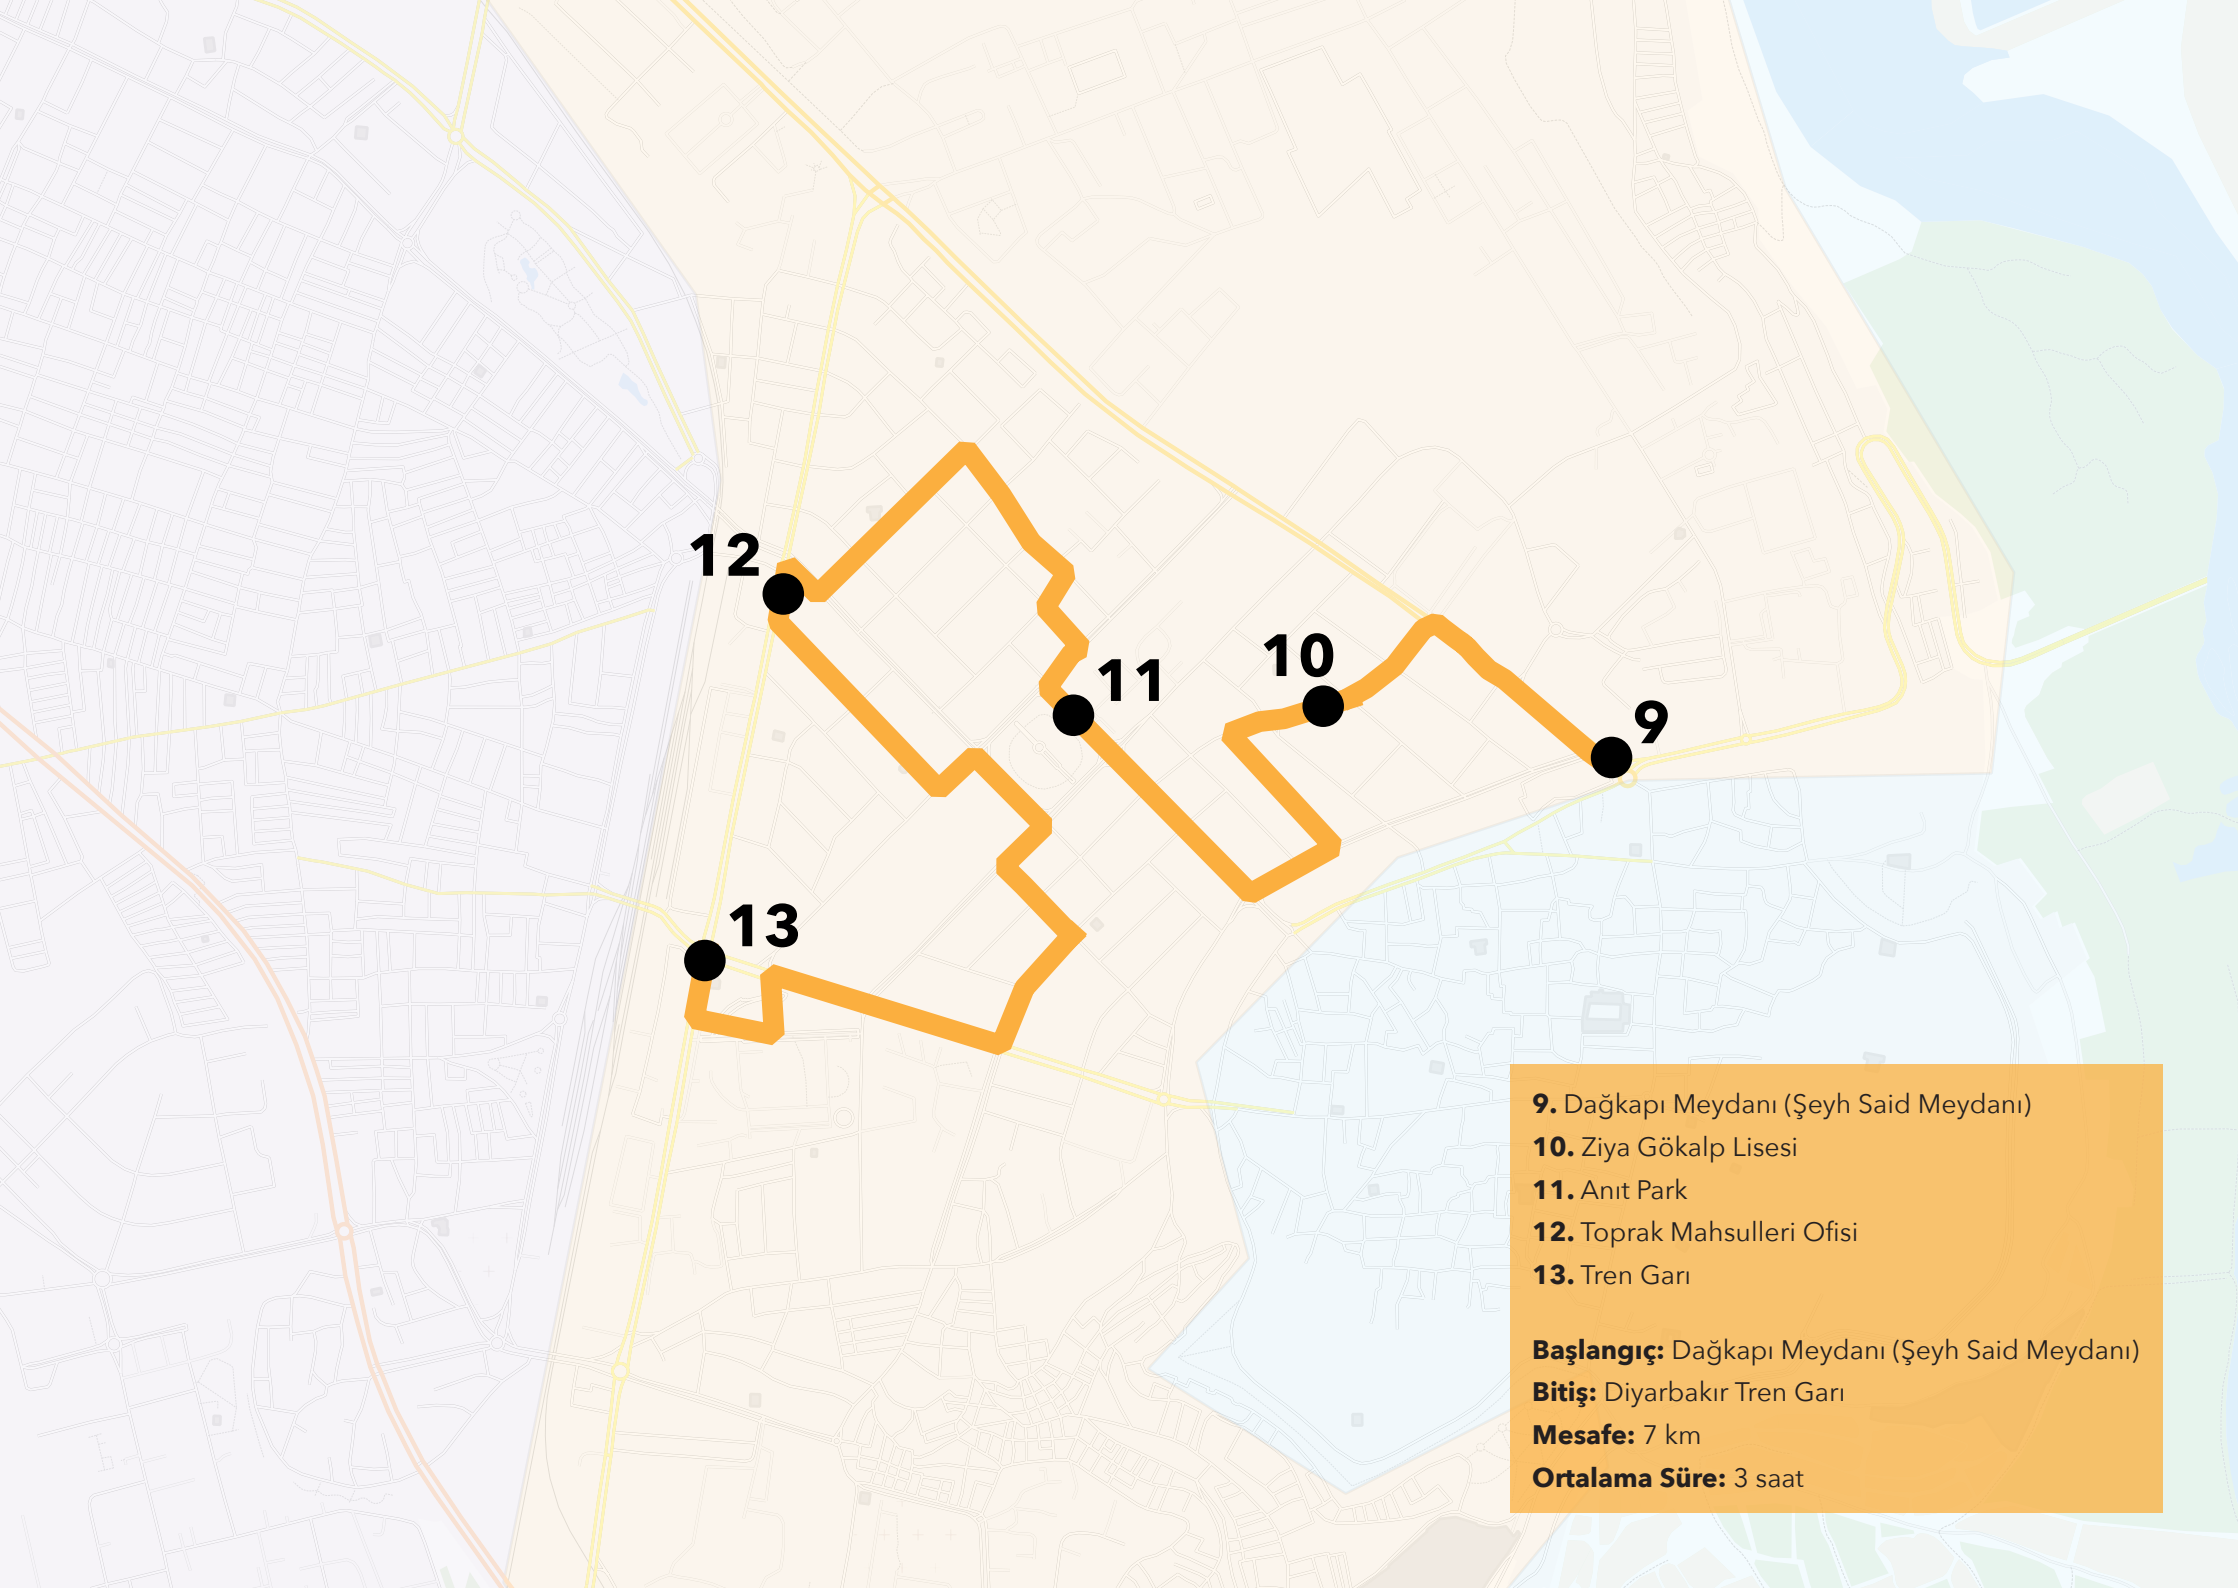 12
11
10
9
13
9. Dağkapı Meydanı (Şeyh Said Meydanı)
10. Ziya Gökalp Lisesi
11. Anıt Park
12. Toprak Mahsulleri Ofisi
13. Tren Garı
Başlangıç: Dağkapı Meydanı (Şeyh Said Meydanı)
Bitiş: Diyarbakır Tren Garı
Mesafe: 7 km
Ortalama Süre: 3 saat